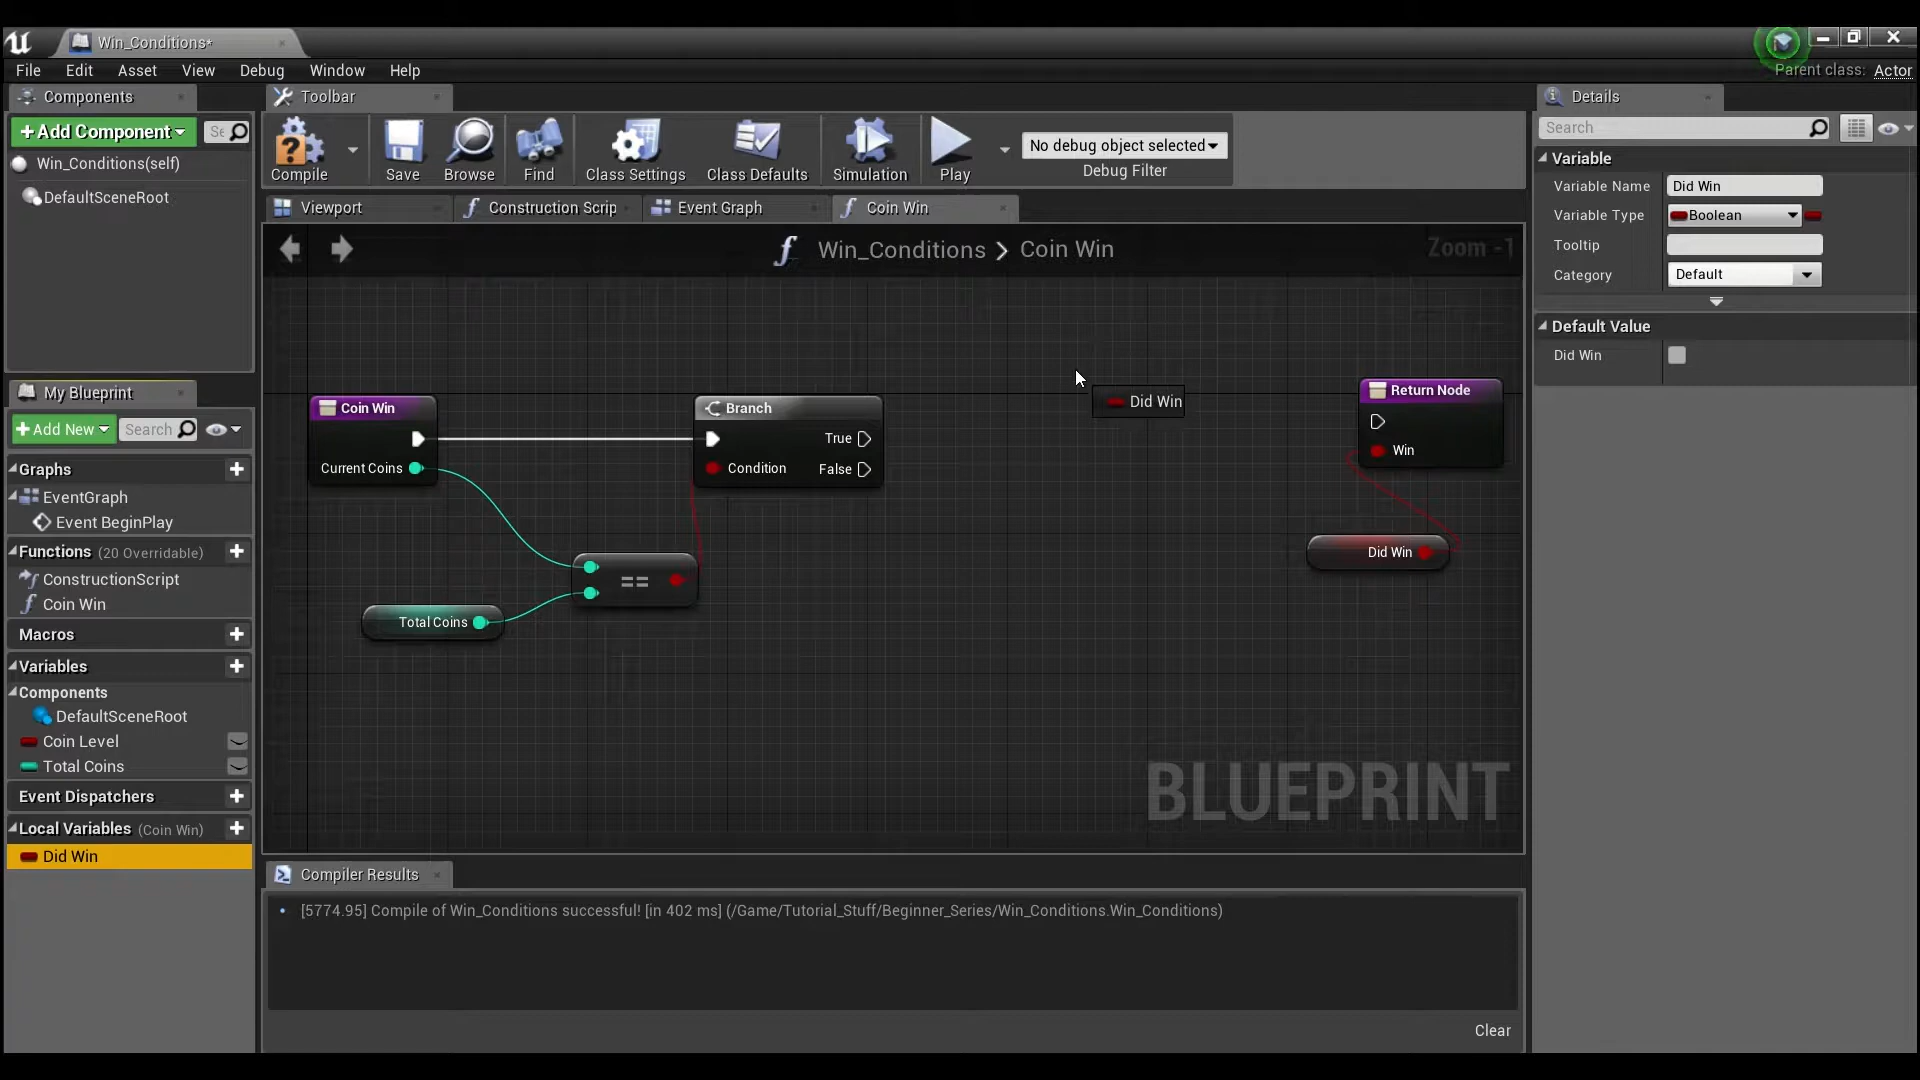 Win_Conditions*
File Edit Asset View Debug Window Help
Parent class: Actor
Components
Toolbar
Details
+Add Component
Se
Win_Conditions(self)
DefaultSceneRoot
Compile
Save
Browse
Find
Class Settings
Class Defaults
Simulation
Play
No debug object selected
Debug Filter
Search
Variable
Variable Name
Did Win
Variable Type
Boolean
Tooltip
Category
Default
Default Value
Did Win
Viewport
Construction Scrip
Event Graph
Coin Win
Win_Conditions > Coin Win
Zoom -1
My Blueprint
+Add New
Search
Graphs
EventGraph
Event BeginPlay
Functions (20 Overridable)
ConstructionScript
Coin Win
Macros
Variables
Components
DefaultSceneRoot
Coin Level
Total Coins
Event Dispatchers
Local Variables (Coin Win)
Did Win
Coin Win
Current Coins
Branch
True
Condition
False
Did Win
Return Node
Win
Did Win
==
Total Coins
BLUEPRINT
Compiler Results
• [5774.95] Compile of Win_Conditions successful! [in 402 ms] (/Game/Tutorial_Stuff/Beginner_Series/Win_Conditions.Win_Conditions)
Clear